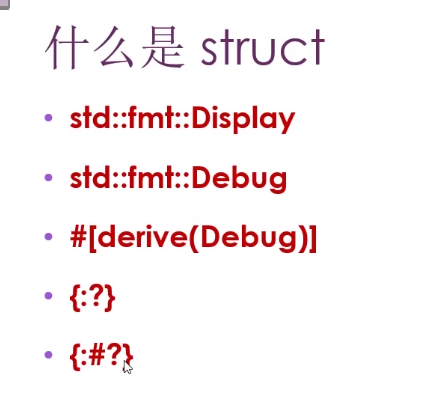 什么是 struct
std::fmt::Display
std::fmt::Debug
#[derive(Debug)]
{:?}
{:#?}